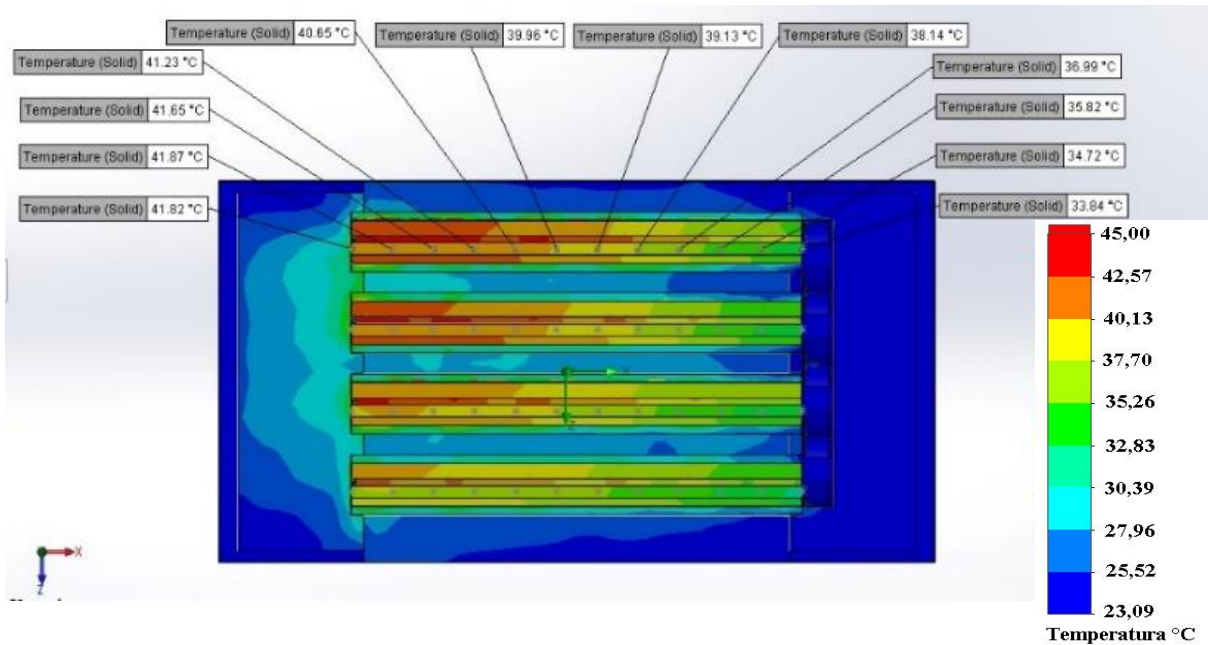 Temperature (Solid) 40.65 °C
Temperature (Solid) 39.96 °C
Temperature (Solid) 39.13 °C
Temperature (Solid) 38.14 °C
Temperature (Solid) 41.23 °C
Temperature (Solid) 36.99 °C
Temperature (Solid) 41.65 °C
Temperature (Solid) 35.82 °C
Temperature (Solid) 41.87 °C
Temperature (Solid) 34.72 °C
Temperature (Solid) 41.82 °C
Temperature (Solid) 33.84 °C
45,00
42,57
40,13
37,70
35,26
32,83
30,39
27,96
25,52
23,09
Temperatura °C
X
Z
X
Z